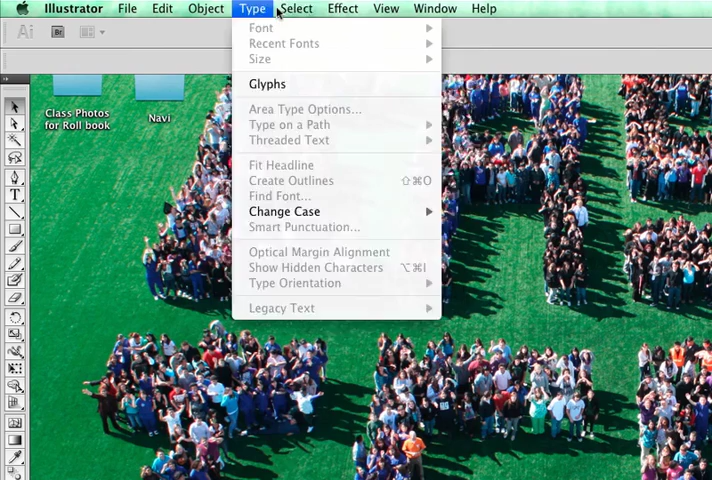 Illustrator File Edit Object Type Select Effect View Window Help
Ai Br
Font
Recent Fonts
Size
Glyphs
Area Type Options...
Type on a Path
Threaded Text
Fit Headline
Create Outlines ⇧⌘O
Find Font...
Change Case
Smart Punctuation...
Optical Margin Alignment
Show Hidden Characters ⌥⌘I
Type Orientation
Legacy Text
Class Photos
for Roll book
Navi
T